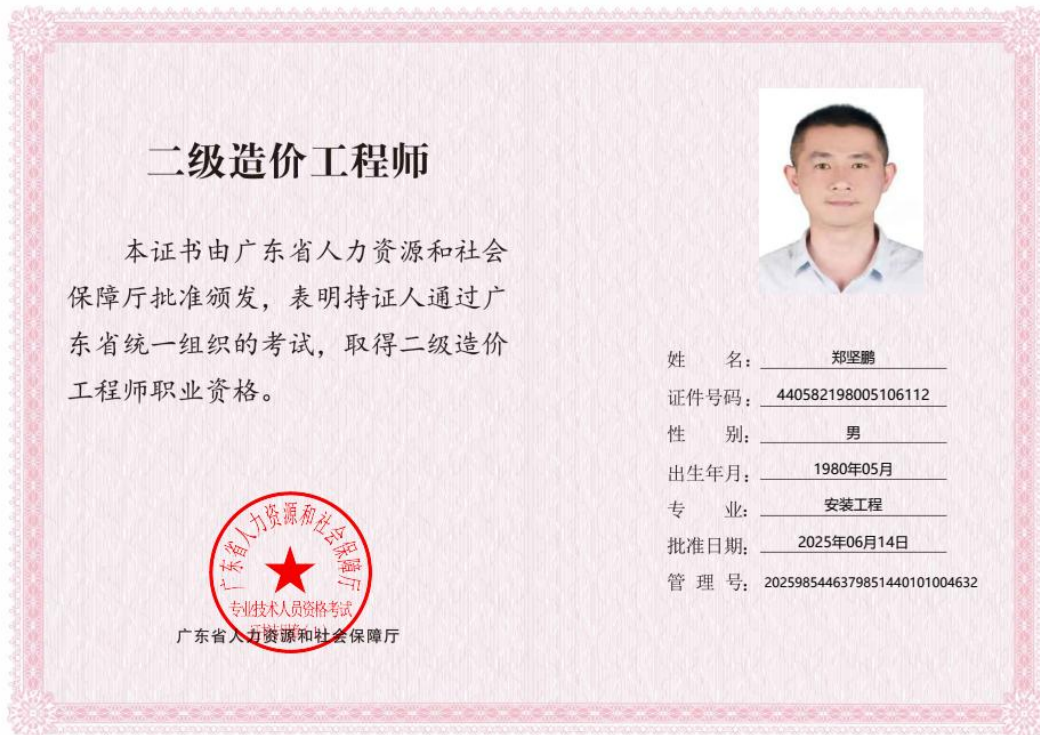 二级造价工程师
本证书由广东省人力资源和社会
保障厅批准颁发，表明持证人通过广
东省统一组织的考试，取得二级造价
工程师职业资格。
广东省人力资源和社会保障厅
专业技术人员资格考试
广东省人力资源和社会保障厅
姓 名：郑坚鹏
证件号码：440582198005106112
性 别：男
出生年月：1980年05月
专 业：安装工程
批准日期：2025年06月14日
管 理 号：2025985446379851440101004632